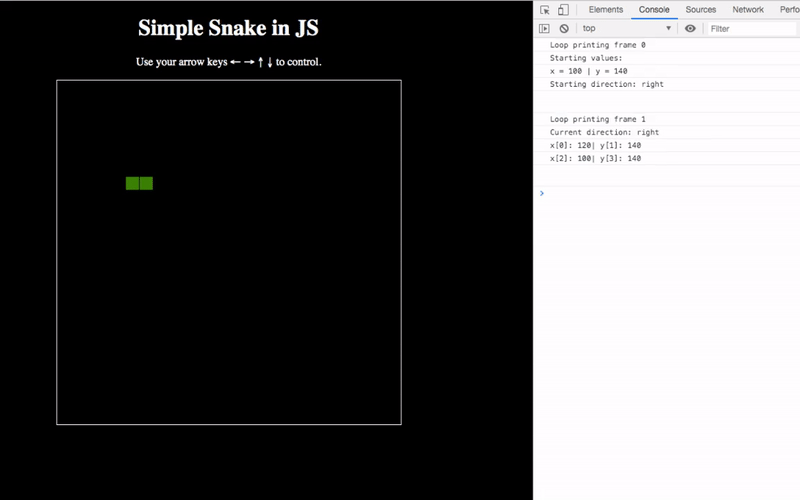 Simple Snake in JS
Use your arrow keys ← → ↑ ↓ to control.
Elements Console Sources Network Perfo
top Filter
Loop printing frame 0
Starting values:
x = 100 | y = 140
Starting direction: right
Loop printing frame 1
Current direction: right
x[0]: 120| y[1]: 140
x[2]: 100| y[3]: 140
>